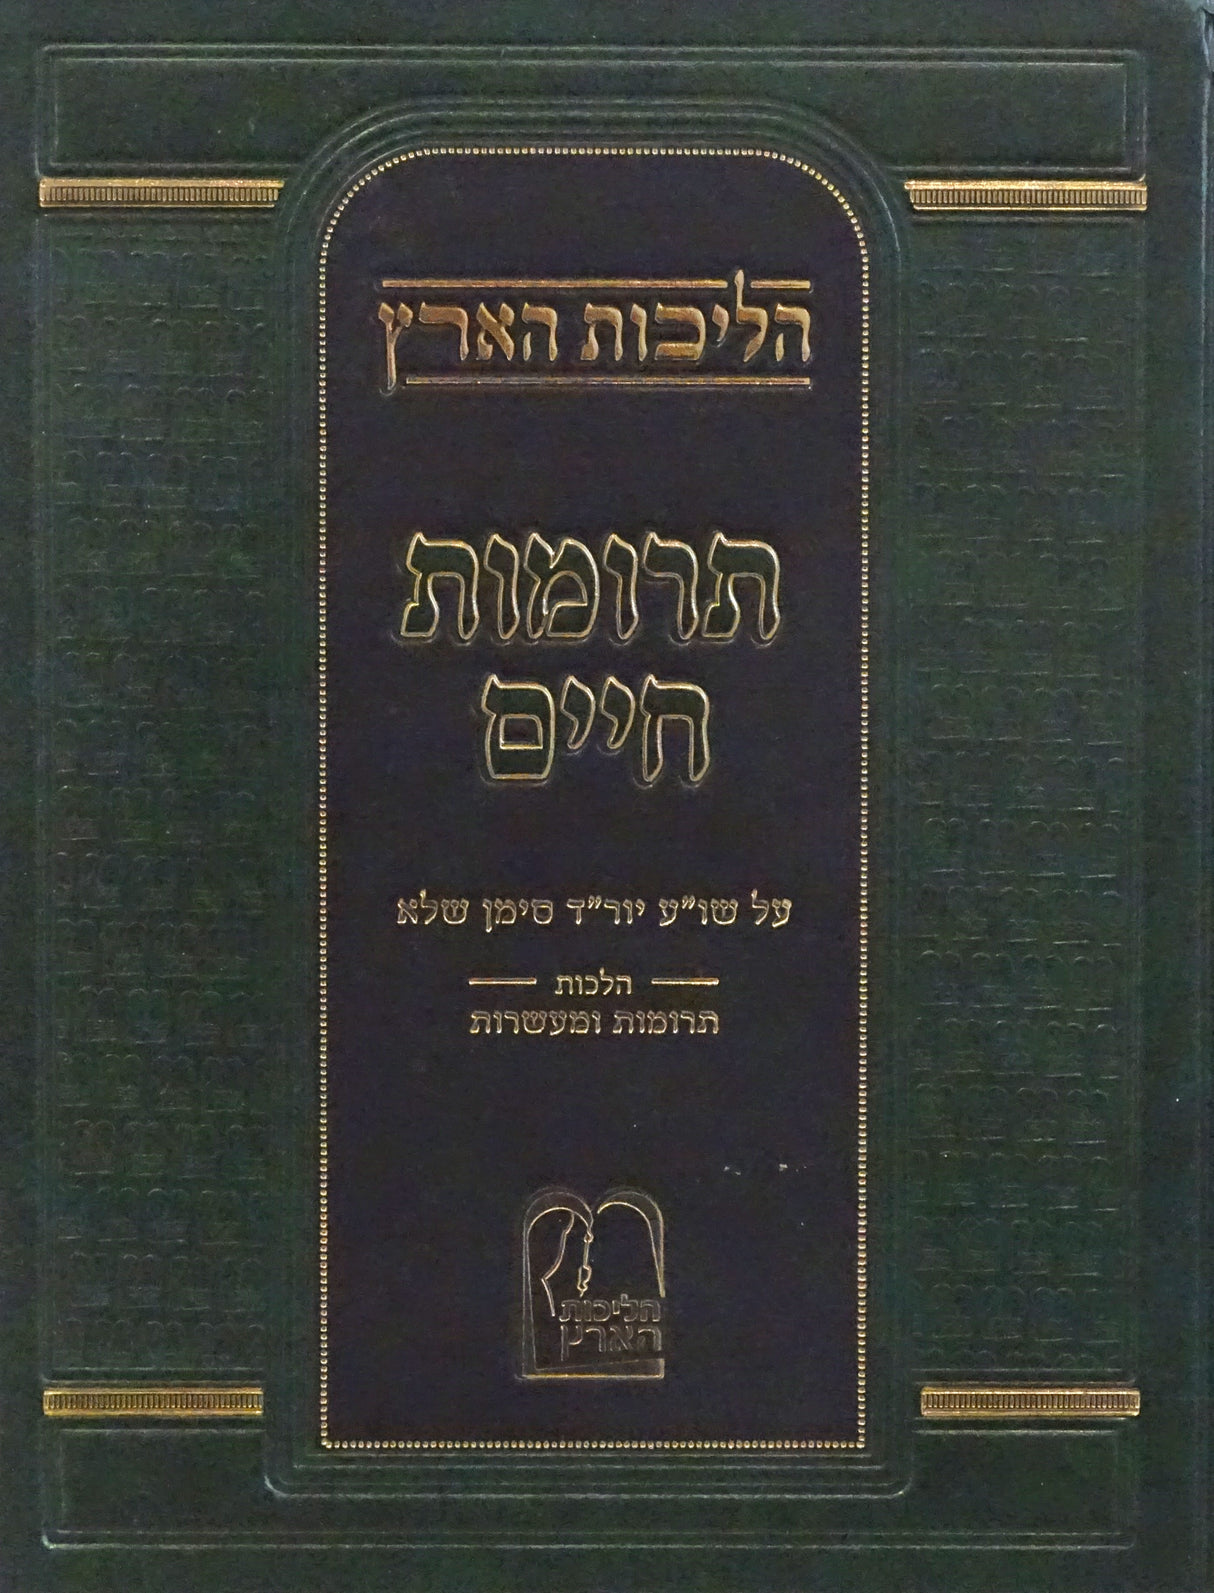 הליכות הארץ
תרומות
חיים
על שו"ע יור"ד סימן שלא
הלכות
תרומות ומעשרות
הליכות
הארץ